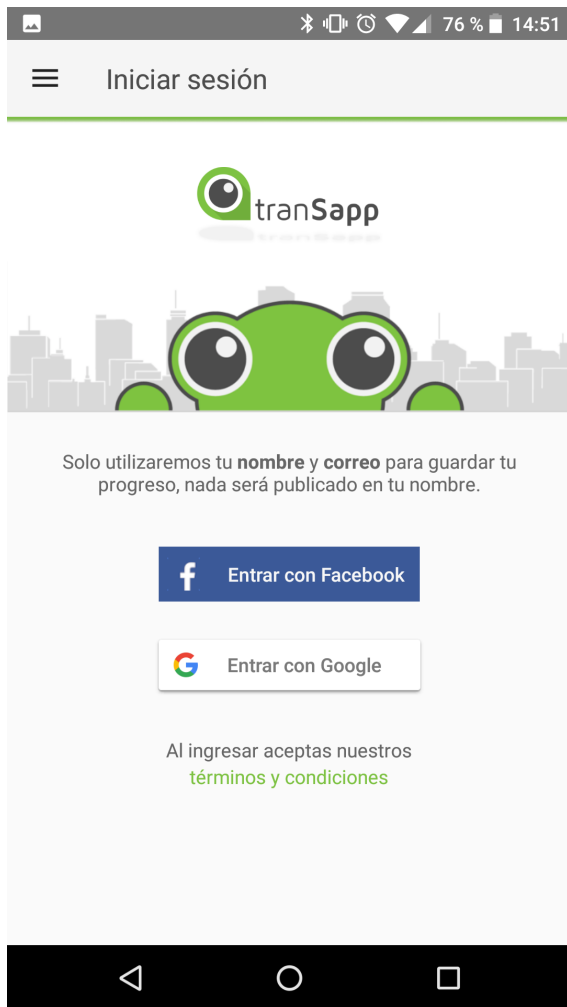 76 % 14:51
Iniciar sesión
tranSapp
Solo utilizaremos tu nombre y correo para guardar tu
progreso, nada será publicado en tu nombre.
Entrar con Facebook
Entrar con Google
Al ingresar aceptas nuestros
términos y condiciones